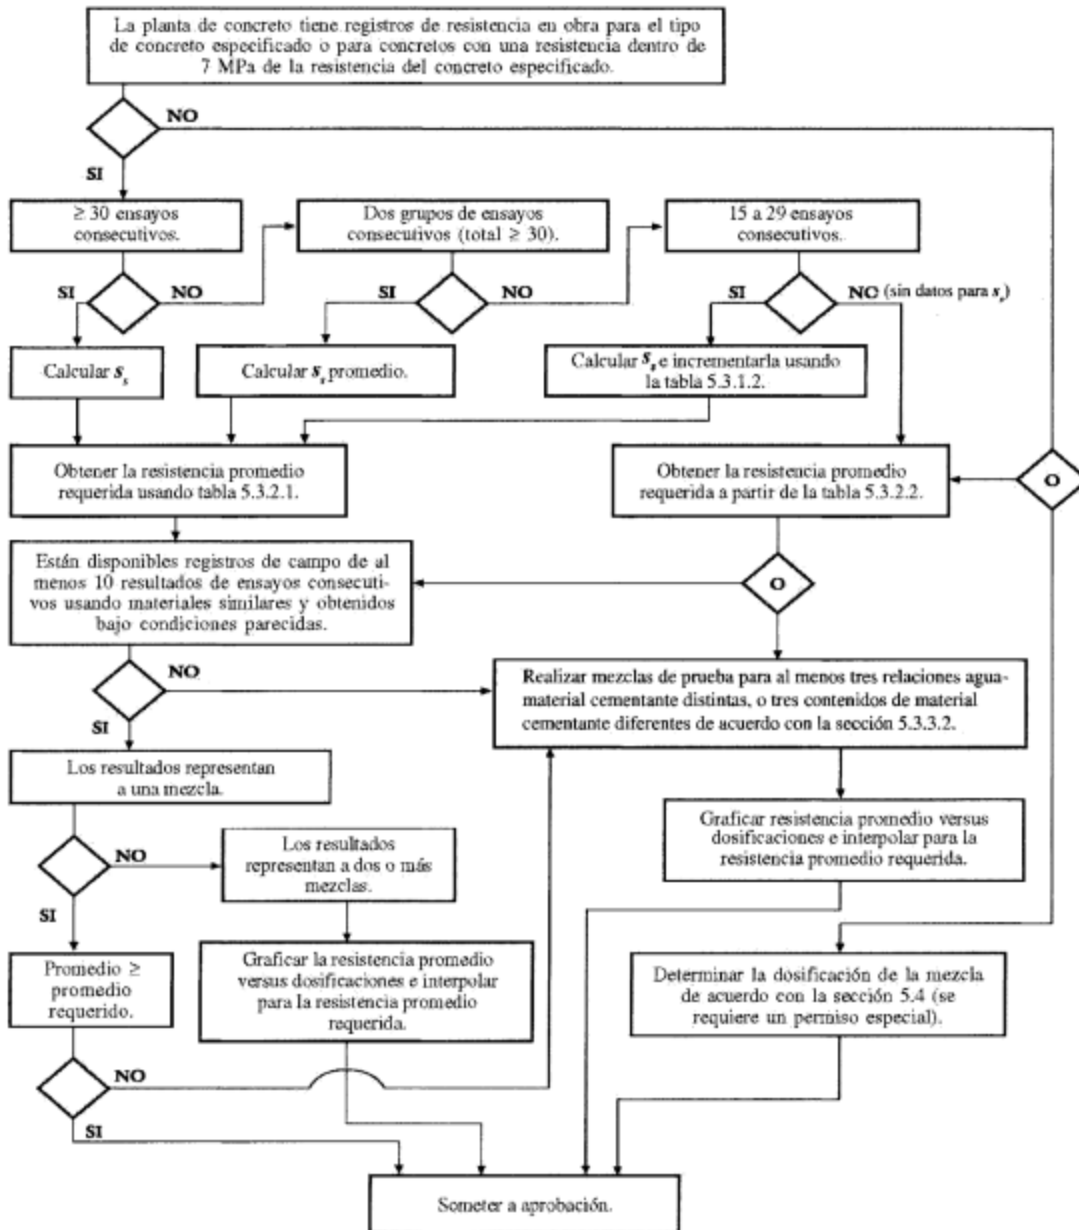 La planta de concreto tiene registros de resistencia en obra para el tipo
de concreto especificado o para concretos con una resistencia dentro de
7 MPa de la resistencia del concreto especificado.
NO
SI
≥ 30 ensayos
consecutivos.
Dos grupos de ensayos
consecutivos (total ≥ 30).
15 a 29 ensayos
consecutivos.
SI
NO
SI
NO
SI
NO (sin datos para sₛ)
Calcular sₛ
Calcular sₛ promedio.
Calcular sₛ e incrementarla usando
la tabla 5.3.1.2.
Obtener la resistencia promedio
requerida usando tabla 5.3.2.1.
Obtener la resistencia promedio
requerida a partir de la tabla 5.3.2.2.
O
Están disponibles registros de campo de al
menos 10 resultados de ensayos consecuti-
vos usando materiales similares y obtenidos
bajo condiciones parecidas.
O
NO
SI
Realizar mezclas de prueba para al menos tres relaciones agua-
material cementante distintas, o tres contenidos de material
cementante diferentes de acuerdo con la sección 5.3.3.2.
Los resultados representan
a una mezcla.
NO
SI
Los resultados
representan a dos o más
mezclas.
Graficar resistencia promedio versus
dosificaciones e interpolar para la
resistencia promedio requerida.
Promedio ≥
promedio
requerido.
Graficar la resistencia promedio
versus dosificaciones e interpolar
para la resistencia promedio
requerida.
Determinar la dosificación de la mezcla
de acuerdo con la sección 5.4 (se
requiere un permiso especial).
NO
SI
Someter a aprobación.